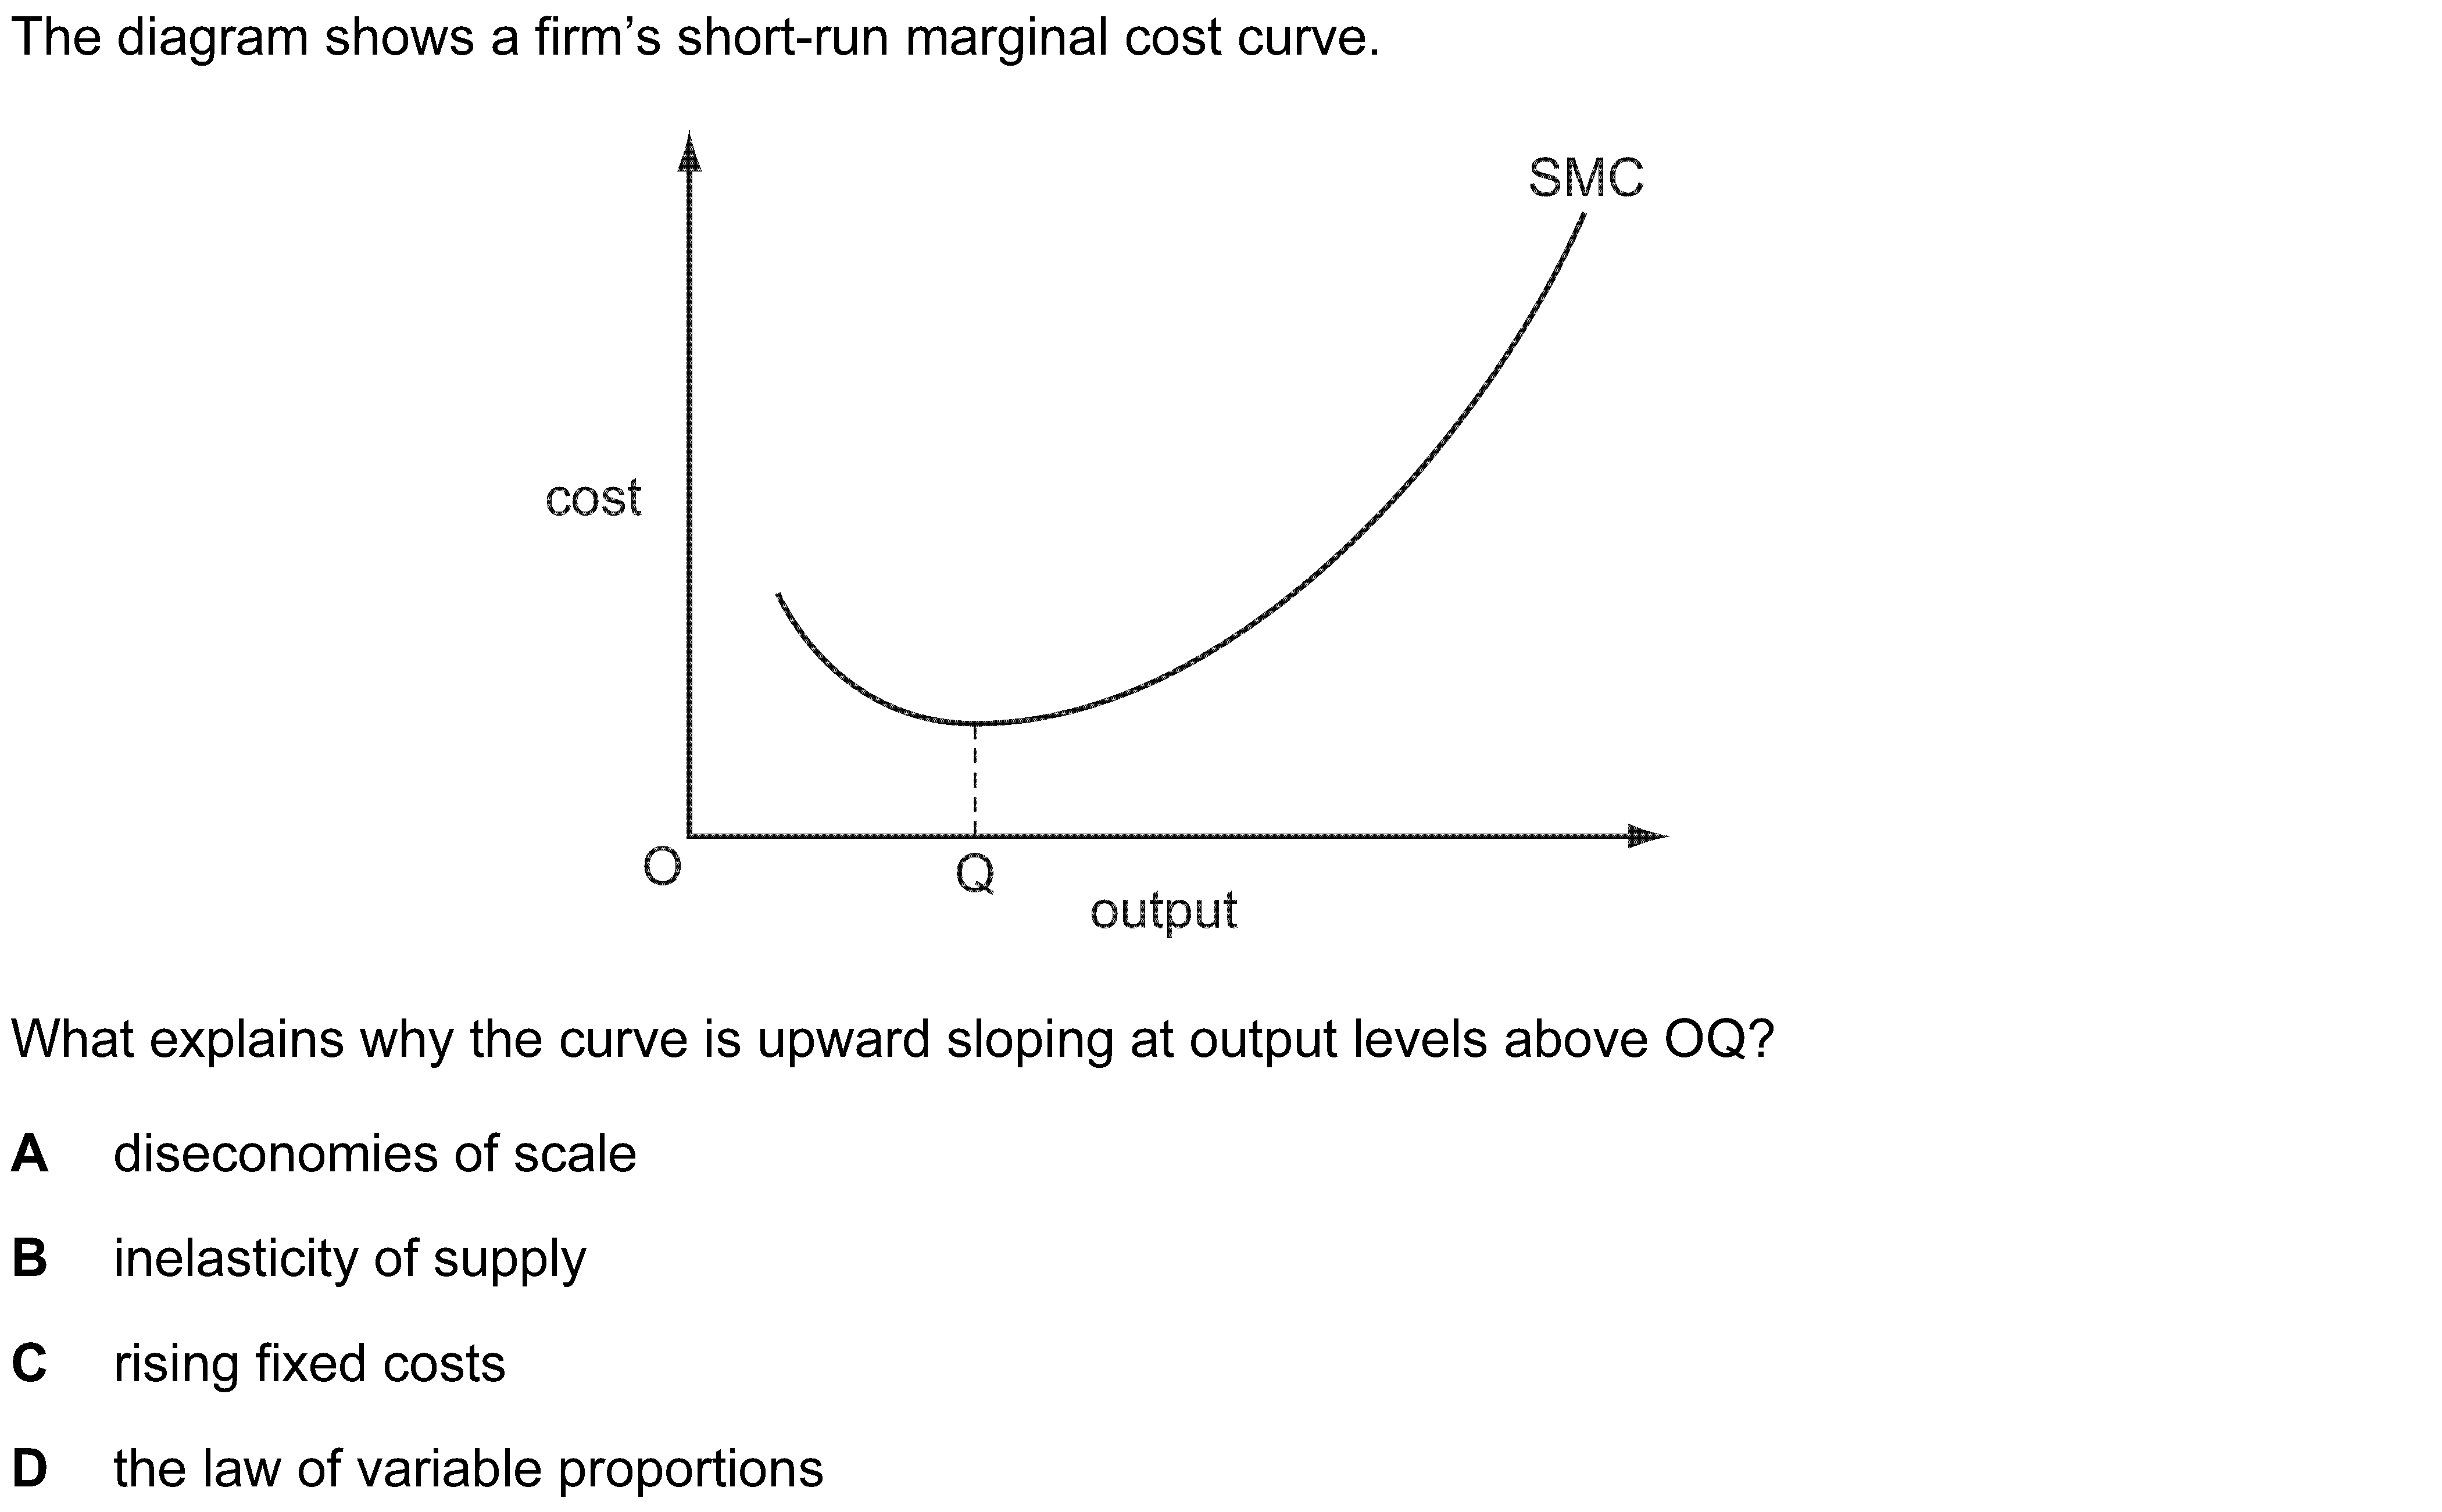 The diagram shows a firm’s short-run marginal cost curve.
SMC
cost
O
Q
output
What explains why the curve is upward sloping at output levels above OQ?
A diseconomies of scale
B inelasticity of supply
C rising fixed costs
D the law of variable proportions